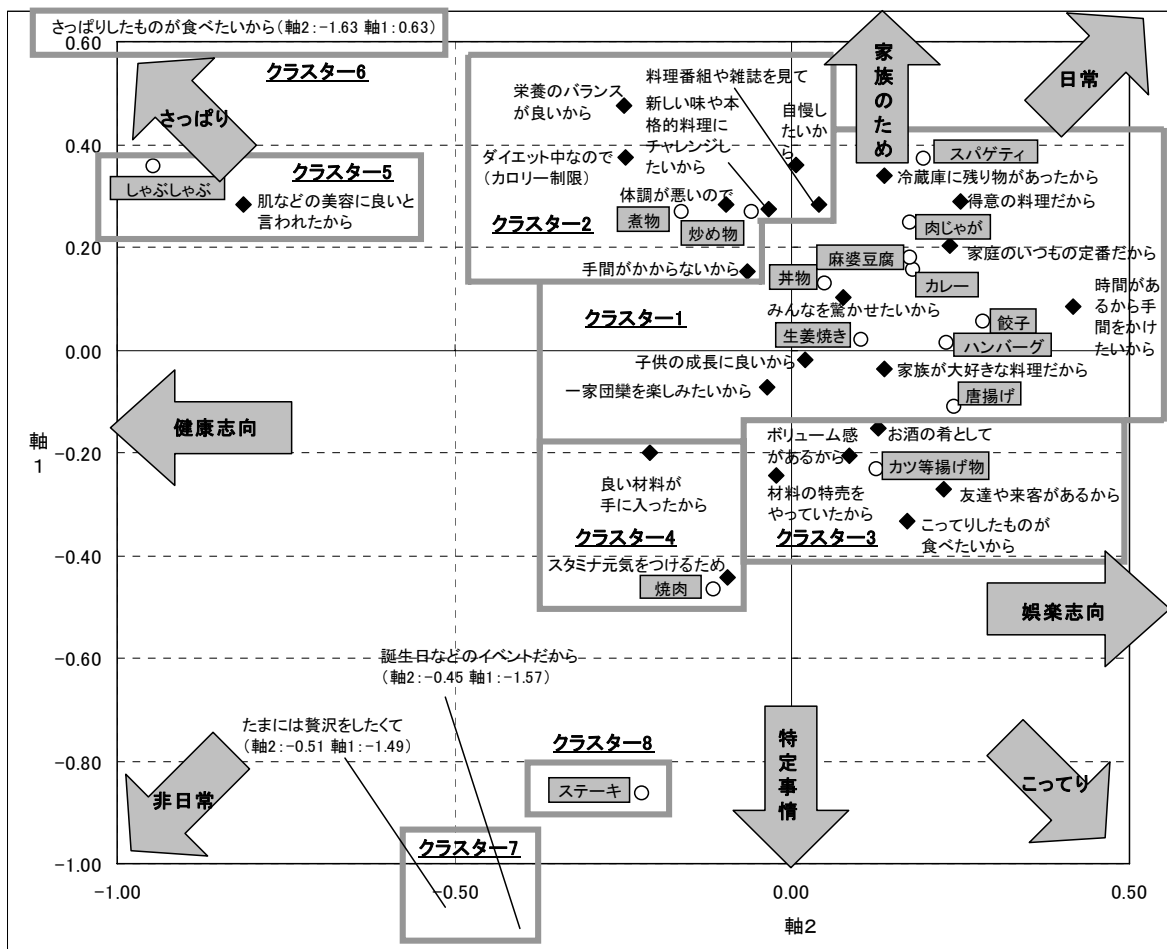 さっぱりしたものが食べたいから(軸2:-1.63 軸1:0.63)
0.60
クラスター6
さっぱり
家族のため
日常
クラスター5
しゃぶしゃぶ
肌などの美容に良いと
言われたから
栄養のバランス
が良いから
ダイエット中なので
(カロリー制限)
料理番組や雑誌を見て
新しい味や本
格的料理に
チャレンジし
たいから
自慢し
たいか
ら
体調が悪いので
クラスター2
煮物
炒め物
手間がかからないから
0.40
スパゲティ
冷蔵庫に残り物があったから
得意の料理だから
肉じゃが
家庭のいつもの定番だから
麻婆豆腐
カレー
丼物
みんなを驚かせたいから
時間があ
るから手
間をかけ
たいから
0.20
クラスター1
生姜焼き
餃子
ハンバーグ
子供の成長に良いから
一家団欒を楽しみたいから
家族が大好きな料理だから
唐揚げ
0.00
健康志向
軸
1
-0.20
良い材料が
手に入ったから
クラスター4
スタミナ元気をつけるため
焼肉
ボリューム感
があるから
お酒の肴として
カツ等揚げ物
材料の特売を
やっていたから
友達や来客があるから
こってりしたものが
食べたいから
クラスター3
-0.40
娯楽志向
-0.60
誕生日などのイベントだから
(軸2:-0.45 軸1:-1.57)
たまには贅沢をしたくて
(軸2:-0.51 軸1:-1.49)
クラスター8
ステーキ
特定事情
こってり
非日常
-0.80
クラスター7
-1.00
-1.00
-0.50
0.00
0.50
軸2